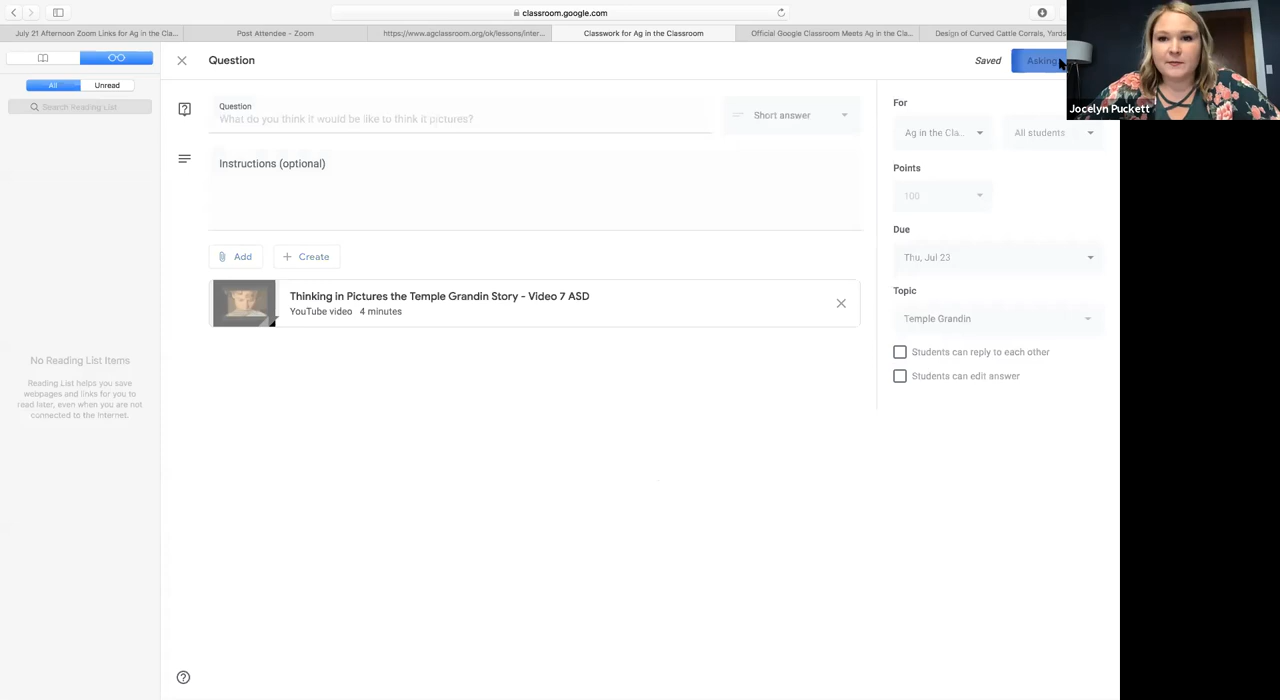 classroom.google.com
July 21 Afternoon Zoom Links for Ag in the Cla...
Post Attendee - Zoom
https://www.agclassroom.org/ok/lessons/inter...
Classwork for Ag in the Classroom
Official Google Classroom Meets Ag in the Cla...
Design of Curved Cattle Corrals, Yards
All
Unread
Search Reading List
No Reading List Items
Reading List helps you save
webpages and links for you to
read later, even when you are not
connected to the Internet.
Question
Saved
Asking
Jocelyn Puckett
Question
What do you think it would be like to think it pictures?
Short answer
Instructions (optional)
Add
Create
Thinking in Pictures the Temple Grandin Story - Video 7 ASD
YouTube video 4 minutes
For
Ag in the Cla...
All students
Points
100
Due
Thu, Jul 23
Topic
Temple Grandin
Students can reply to each other
Students can edit answer